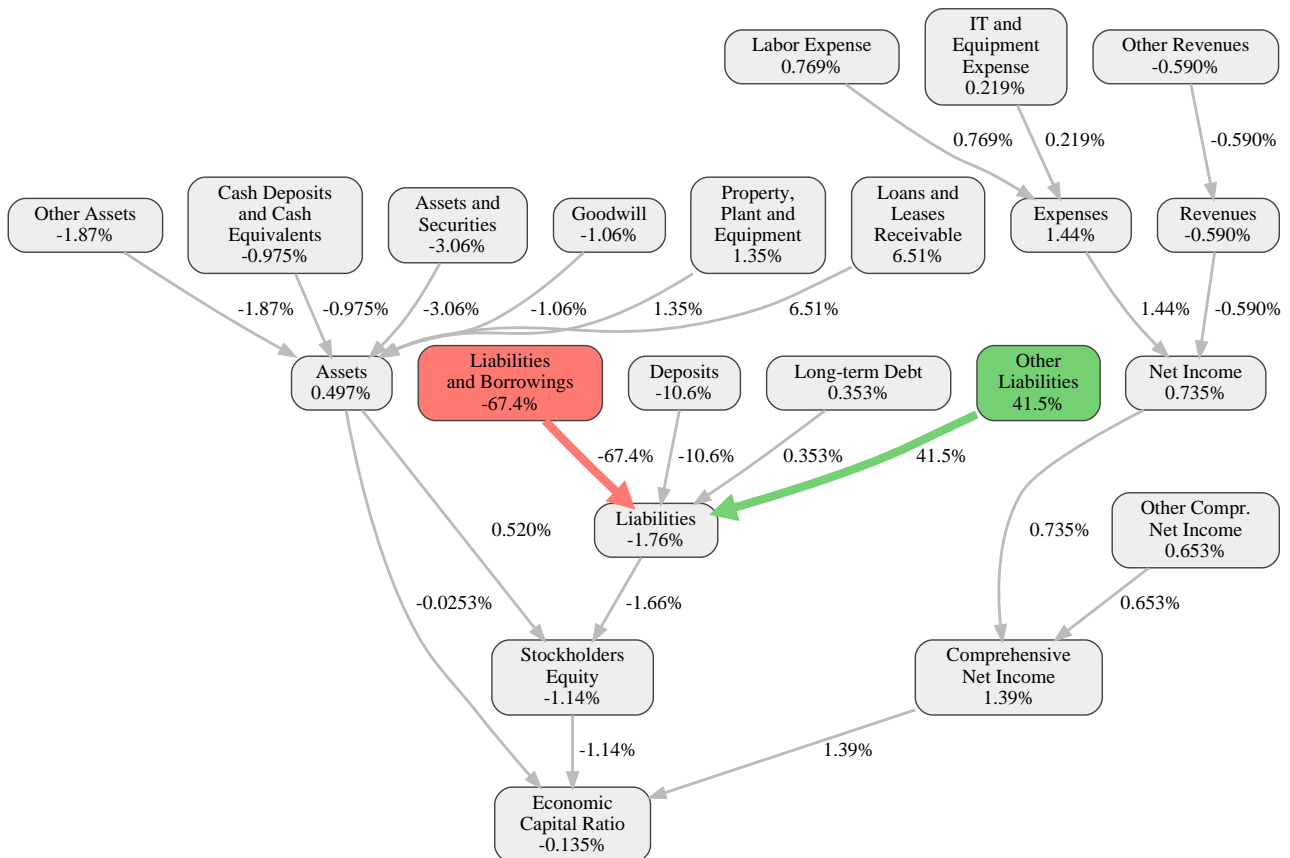 IT and
Equipment
Expense
0.219%
Labor Expense
0.769%
Other Revenues
-0.590%
0.769%
0.219%
-0.590%
Other Assets
-1.87%
Cash Deposits
and Cash
Equivalents
-0.975%
Assets and
Securities
-3.06%
Goodwill
-1.06%
Property,
Plant and
Equipment
1.35%
Loans and
Leases
Receivable
6.51%
Expenses
1.44%
Revenues
-0.590%
-1.87%
-0.975%
-3.06%
-1.06%
1.35%
6.51%
1.44%
-0.590%
Assets
0.497%
Liabilities
and Borrowings
-67.4%
Deposits
-10.6%
Long-term Debt
0.353%
Other
Liabilities
41.5%
Net Income
0.735%
-67.4%
-10.6%
0.353%
41.5%
Liabilities
-1.76%
0.520%
0.735%
Other Compr.
Net Income
0.653%
-0.0253%
-1.66%
0.653%
Stockholders
Equity
-1.14%
Comprehensive
Net Income
1.39%
-1.14%
1.39%
Economic
Capital Ratio
-0.135%